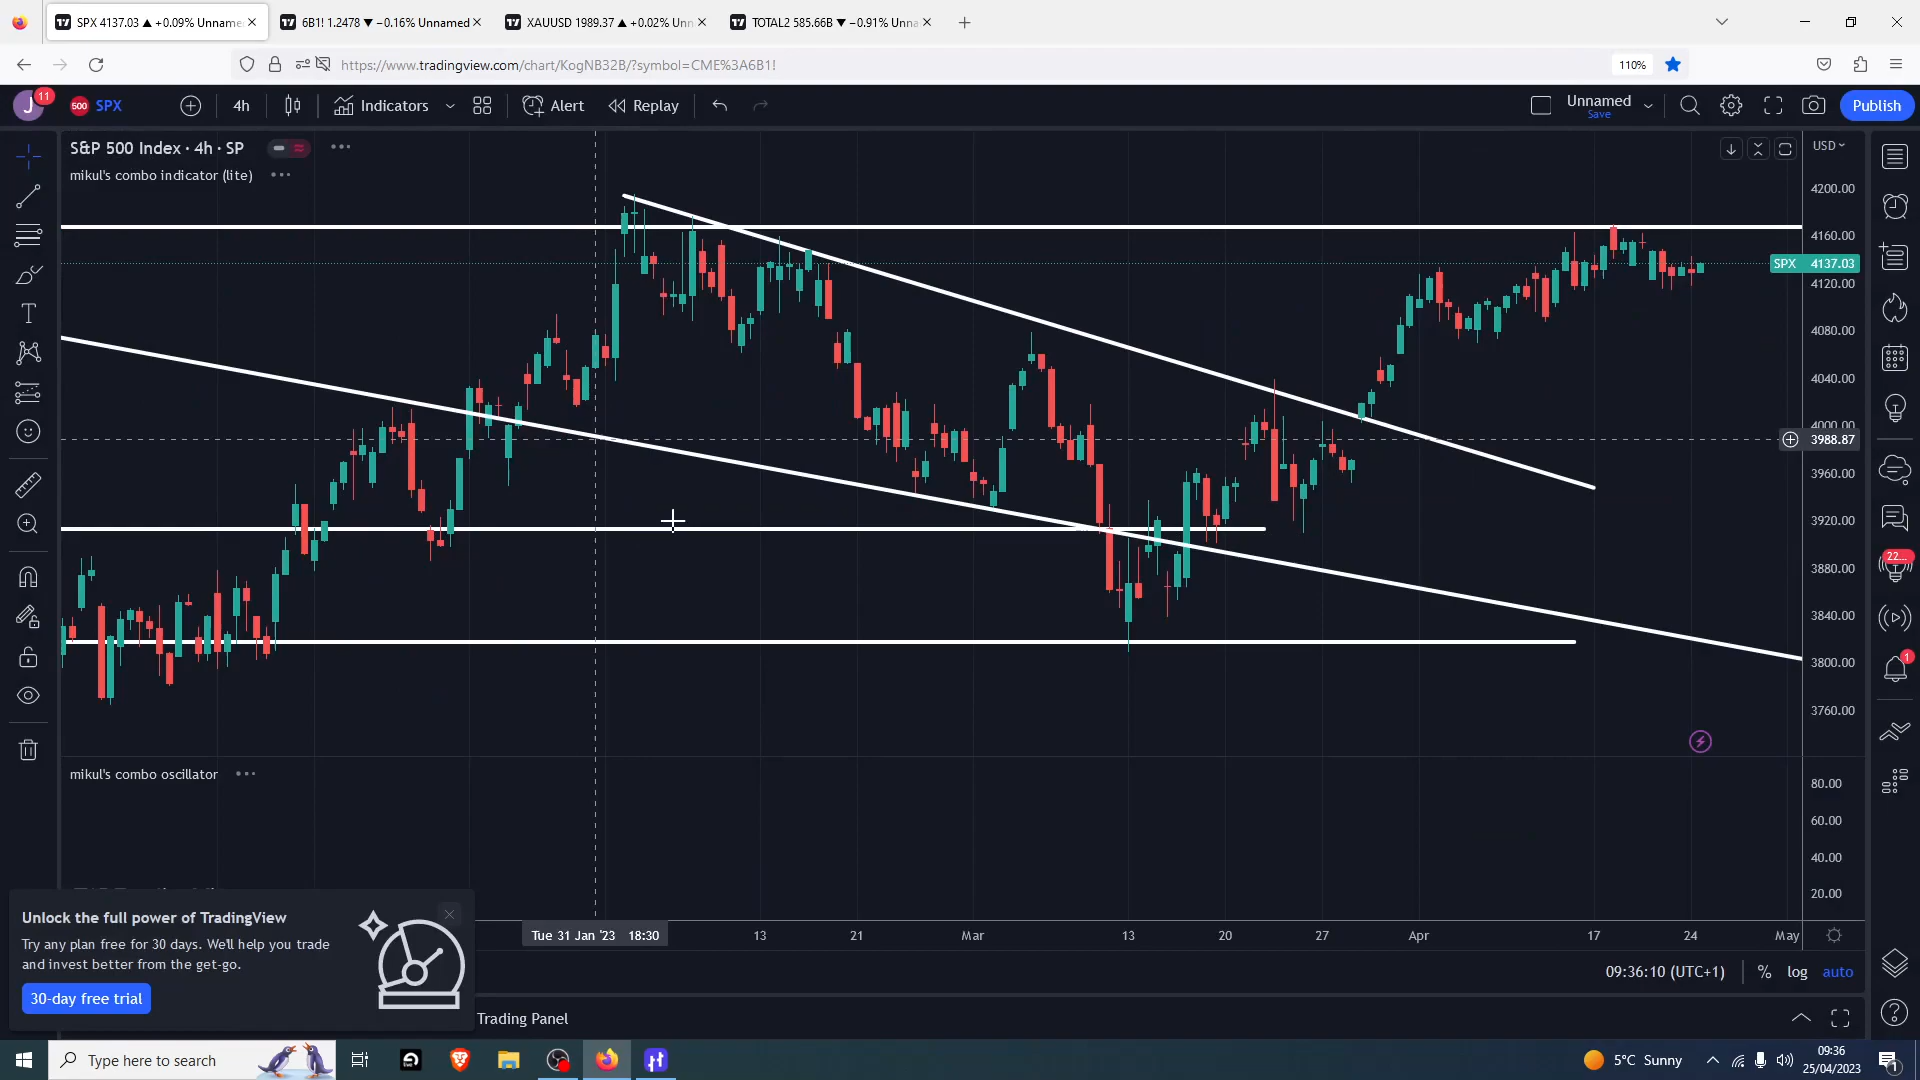 SPX 4137.03 ▲ +0.09% Unname
6B1! 1.2478 ▼ −0.16% Unnamed
XAUUSD 1989.37 ▲ +0.02% Unn
TOTAL2 585.66B ▼ −0.91% Unna
https://www.tradingview.com/chart/KogNB32B/?symbol=CME%3A6B1!
110%
J
11
500
SPX
4h
Indicators
Alert
Replay
Unnamed
Save
Publish
S&P 500 Index · 4h · SP
mikul's combo indicator (lite)
USD
4200.00
4160.00
SPX 4137.03
4120.00
4080.00
4040.00
4000.00
3988.87
3960.00
3920.00
3880.00
3840.00
3800.00
3760.00
22...
1
mikul's combo oscillator
80.00
60.00
40.00
20.00
Unlock the full power of TradingView
Try any plan free for 30 days. We'll help you trade
and invest better from the get-go.
30-day free trial
Tue 31 Jan '23 18:30
13
21
Mar
13
20
27
Apr
17
24
May
09:36:10 (UTC+1)
%
log
auto
Trading Panel
Type here to search
5°C Sunny
09:36
25/04/2023
1